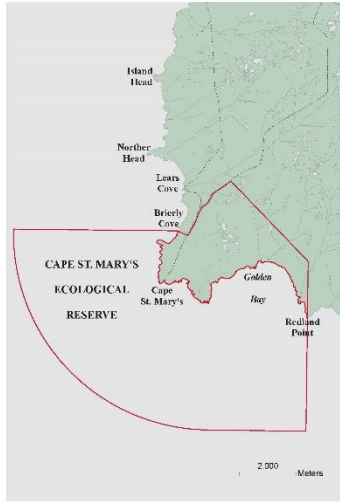 Island
Head
Norther
Head
Lears
Cove
Brierly
Cove
CAPE ST. MARY'S
ECOLOGICAL
RESERVE
Cape
St. Mary's
Golden
Bay
Redland
Point
2,000
Meters